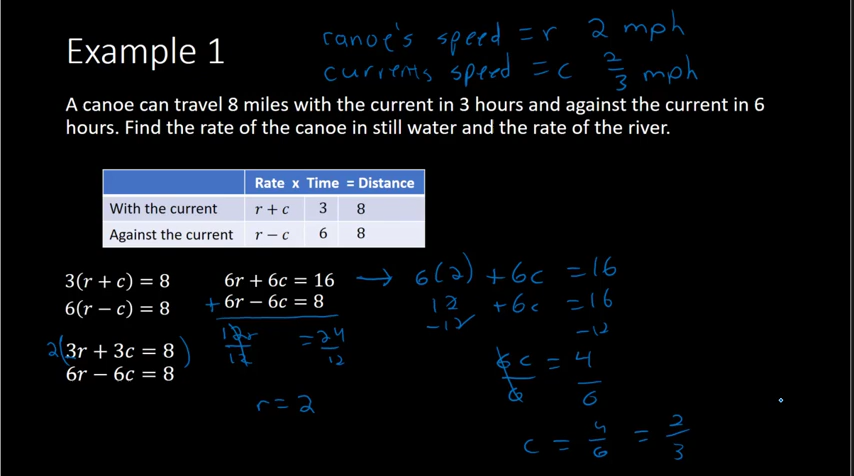 canoe's speed = r 2 mph
Example 1
currents speed = c 2/3 mph
A canoe can travel 8 miles with the current in 3 hours and against the current in 6
hours. Find the rate of the canoe in still water and the rate of the river.
Rate x Time = Distance
With the current r + c 3 8
Against the current r − c 6 8
3(r + c) = 8
6(r − c) = 8
2(3r + 3c = 8)
6r − 6c = 8
6r + 6c = 16
+ 6r − 6c = 8
12r/12 = 24/12
r = 2
→ 6(2) + 6c = 16
12 + 6c = 16
−12 −12
6c/6 = 4/6
c = 4/6 = 2/3